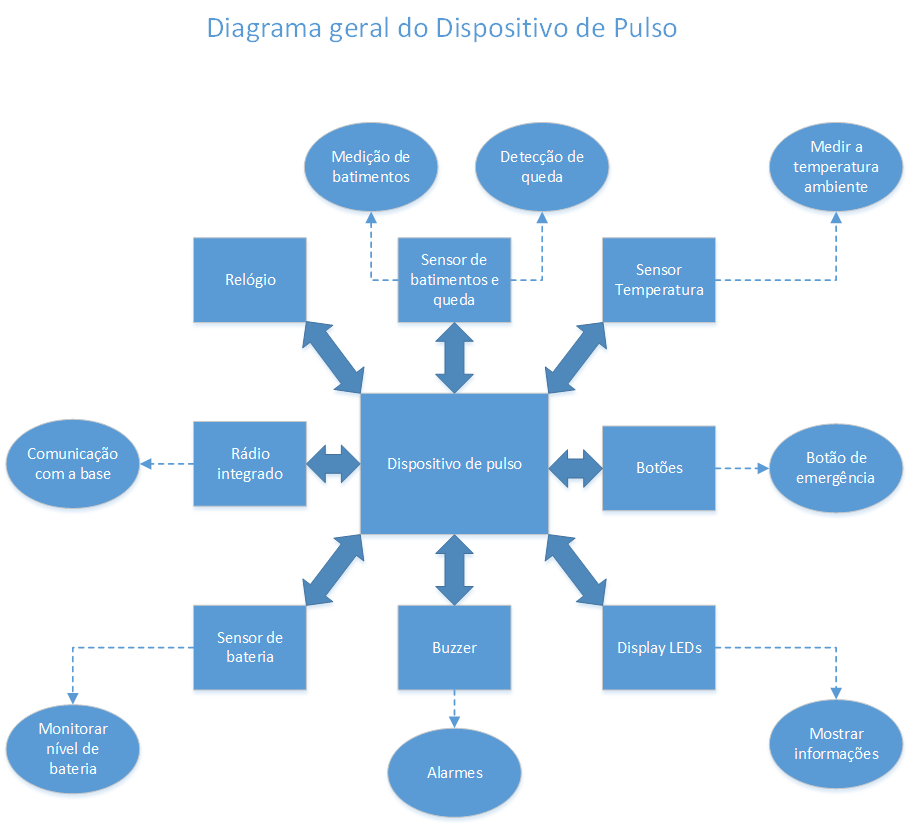 Diagrama geral do Dispositivo de Pulso
Medição de
batimentos
Detecção de
queda
Medir a
temperatura
ambiente
Relógio
Sensor de
batimentos e
queda
Sensor
Temperatura
Comunicação
com a base
Rádio
integrado
Dispositivo de pulso
Botões
Botão de
emergência
Sensor de
bateria
Buzzer
Display LEDs
Monitorar
nível de
bateria
Alarmes
Mostrar
informações